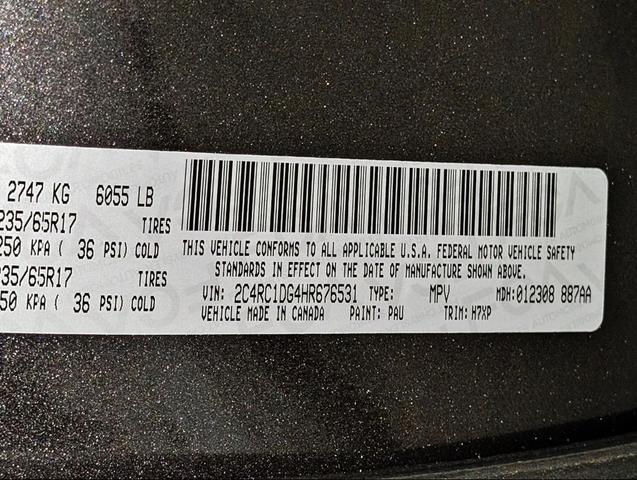 2747 KG 6055 LB
235/65R17 TIRES
250 KPA ( 36 PSI) COLD
235/65R17 TIRES
250 KPA ( 36 PSI) COLD
THIS VEHICLE CONFORMS TO ALL APPLICABLE U.S.A. FEDERAL MOTOR VEHICLE SAFETY
STANDARDS IN EFFECT ON THE DATE OF MANUFACTURE SHOWN ABOVE.
VIN: 2C4RC1DG4HR676531 TYPE: MPV MDH:012308 887AA
VEHICLE MADE IN CANADA PAINT: PAU TRIM: H7XP